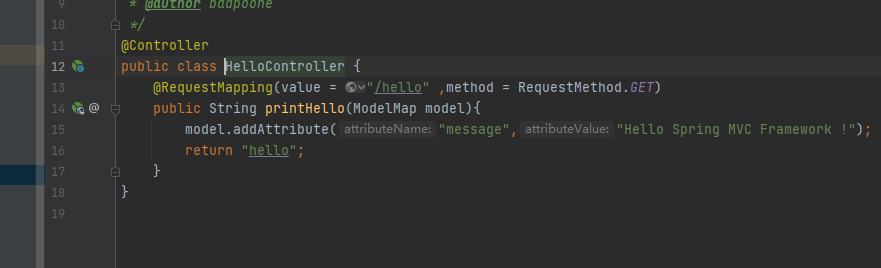 9 * @author badpoone
10 */
11 @Controller
12 public class HelloController {
13 @RequestMapping(value = "/hello" ,method = RequestMethod.GET)
14 @ public String printHello(ModelMap model){
15 model.addAttribute( attributeName: "message", attributeValue: "Hello Spring MVC Framework !");
16 return "hello";
17 }
18 }
19